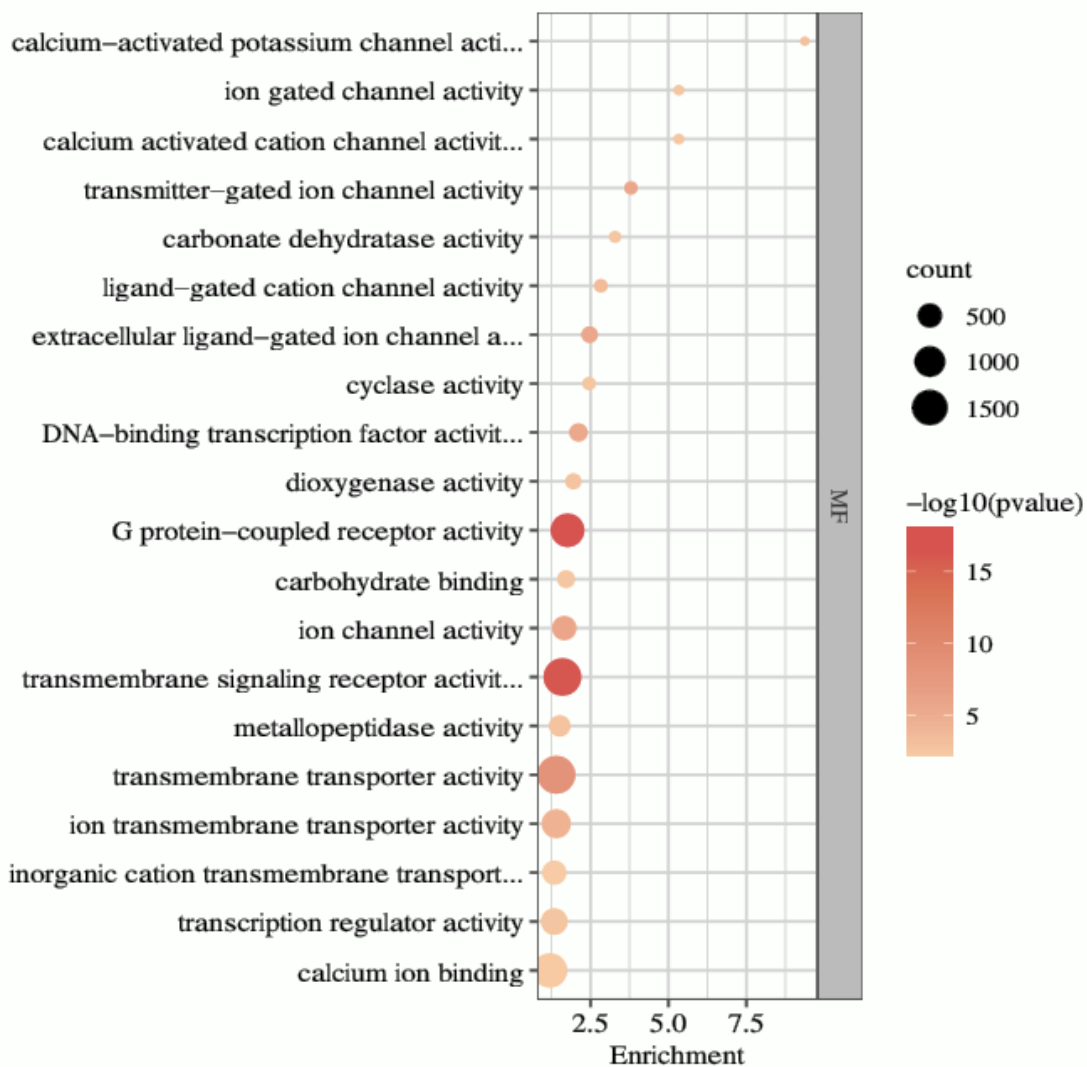 calcium−activated potassium channel acti...
ion gated channel activity
calcium activated cation channel activit...
transmitter−gated ion channel activity
carbonate dehydratase activity
ligand−gated cation channel activity
extracellular ligand−gated ion channel a...
cyclase activity
DNA−binding transcription factor activit...
dioxygenase activity
G protein−coupled receptor activity
carbohydrate binding
ion channel activity
transmembrane signaling receptor activit...
metallopeptidase activity
transmembrane transporter activity
ion transmembrane transporter activity
inorganic cation transmembrane transport...
transcription regulator activity
calcium ion binding
2.5 5.0 7.5
Enrichment
MF
count
500
1000
1500
−log10(pvalue)
15
10
5